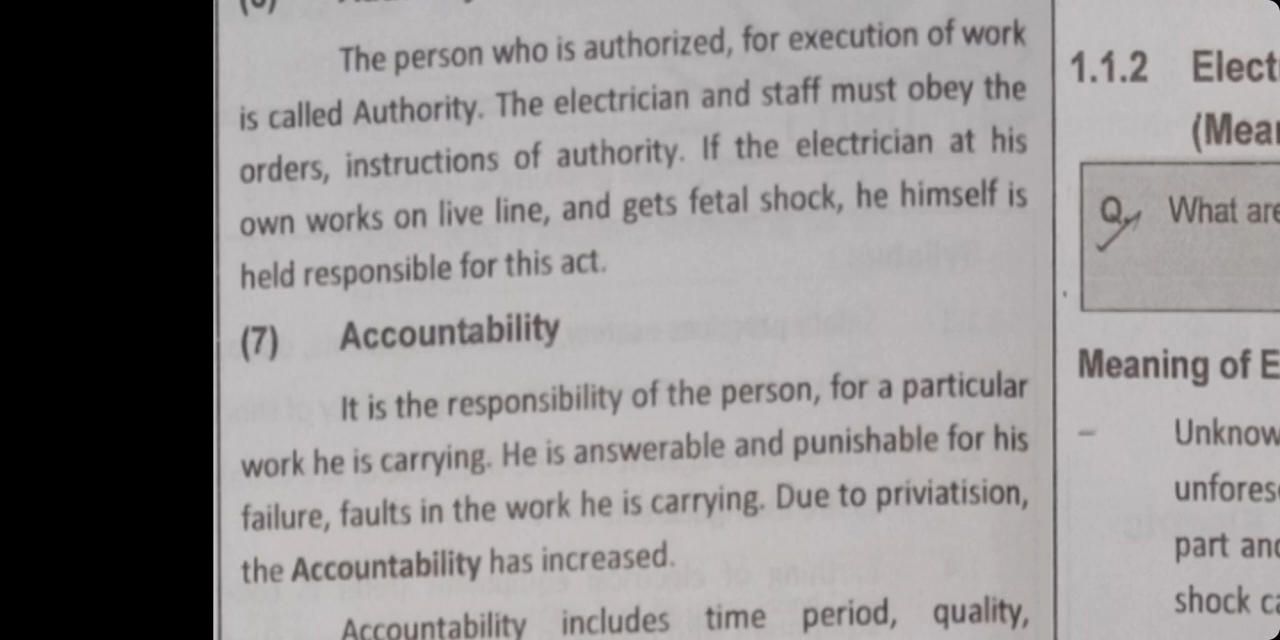 (6)
The person who is authorized, for execution of work
is called Authority. The electrician and staff must obey the
orders, instructions of authority. If the electrician at his
own works on live line, and gets fetal shock, he himself is
held responsible for this act.
(7) Accountability
It is the responsibility of the person, for a particular
work he is carrying. He is answerable and punishable for his
failure, faults in the work he is carrying. Due to priviatision,
the Accountability has increased.
Accountability includes time period, quality,
1.1.2 Elect
(Mea
Q. What are
Meaning of E
– Unknow
unfores
part and
shock ca